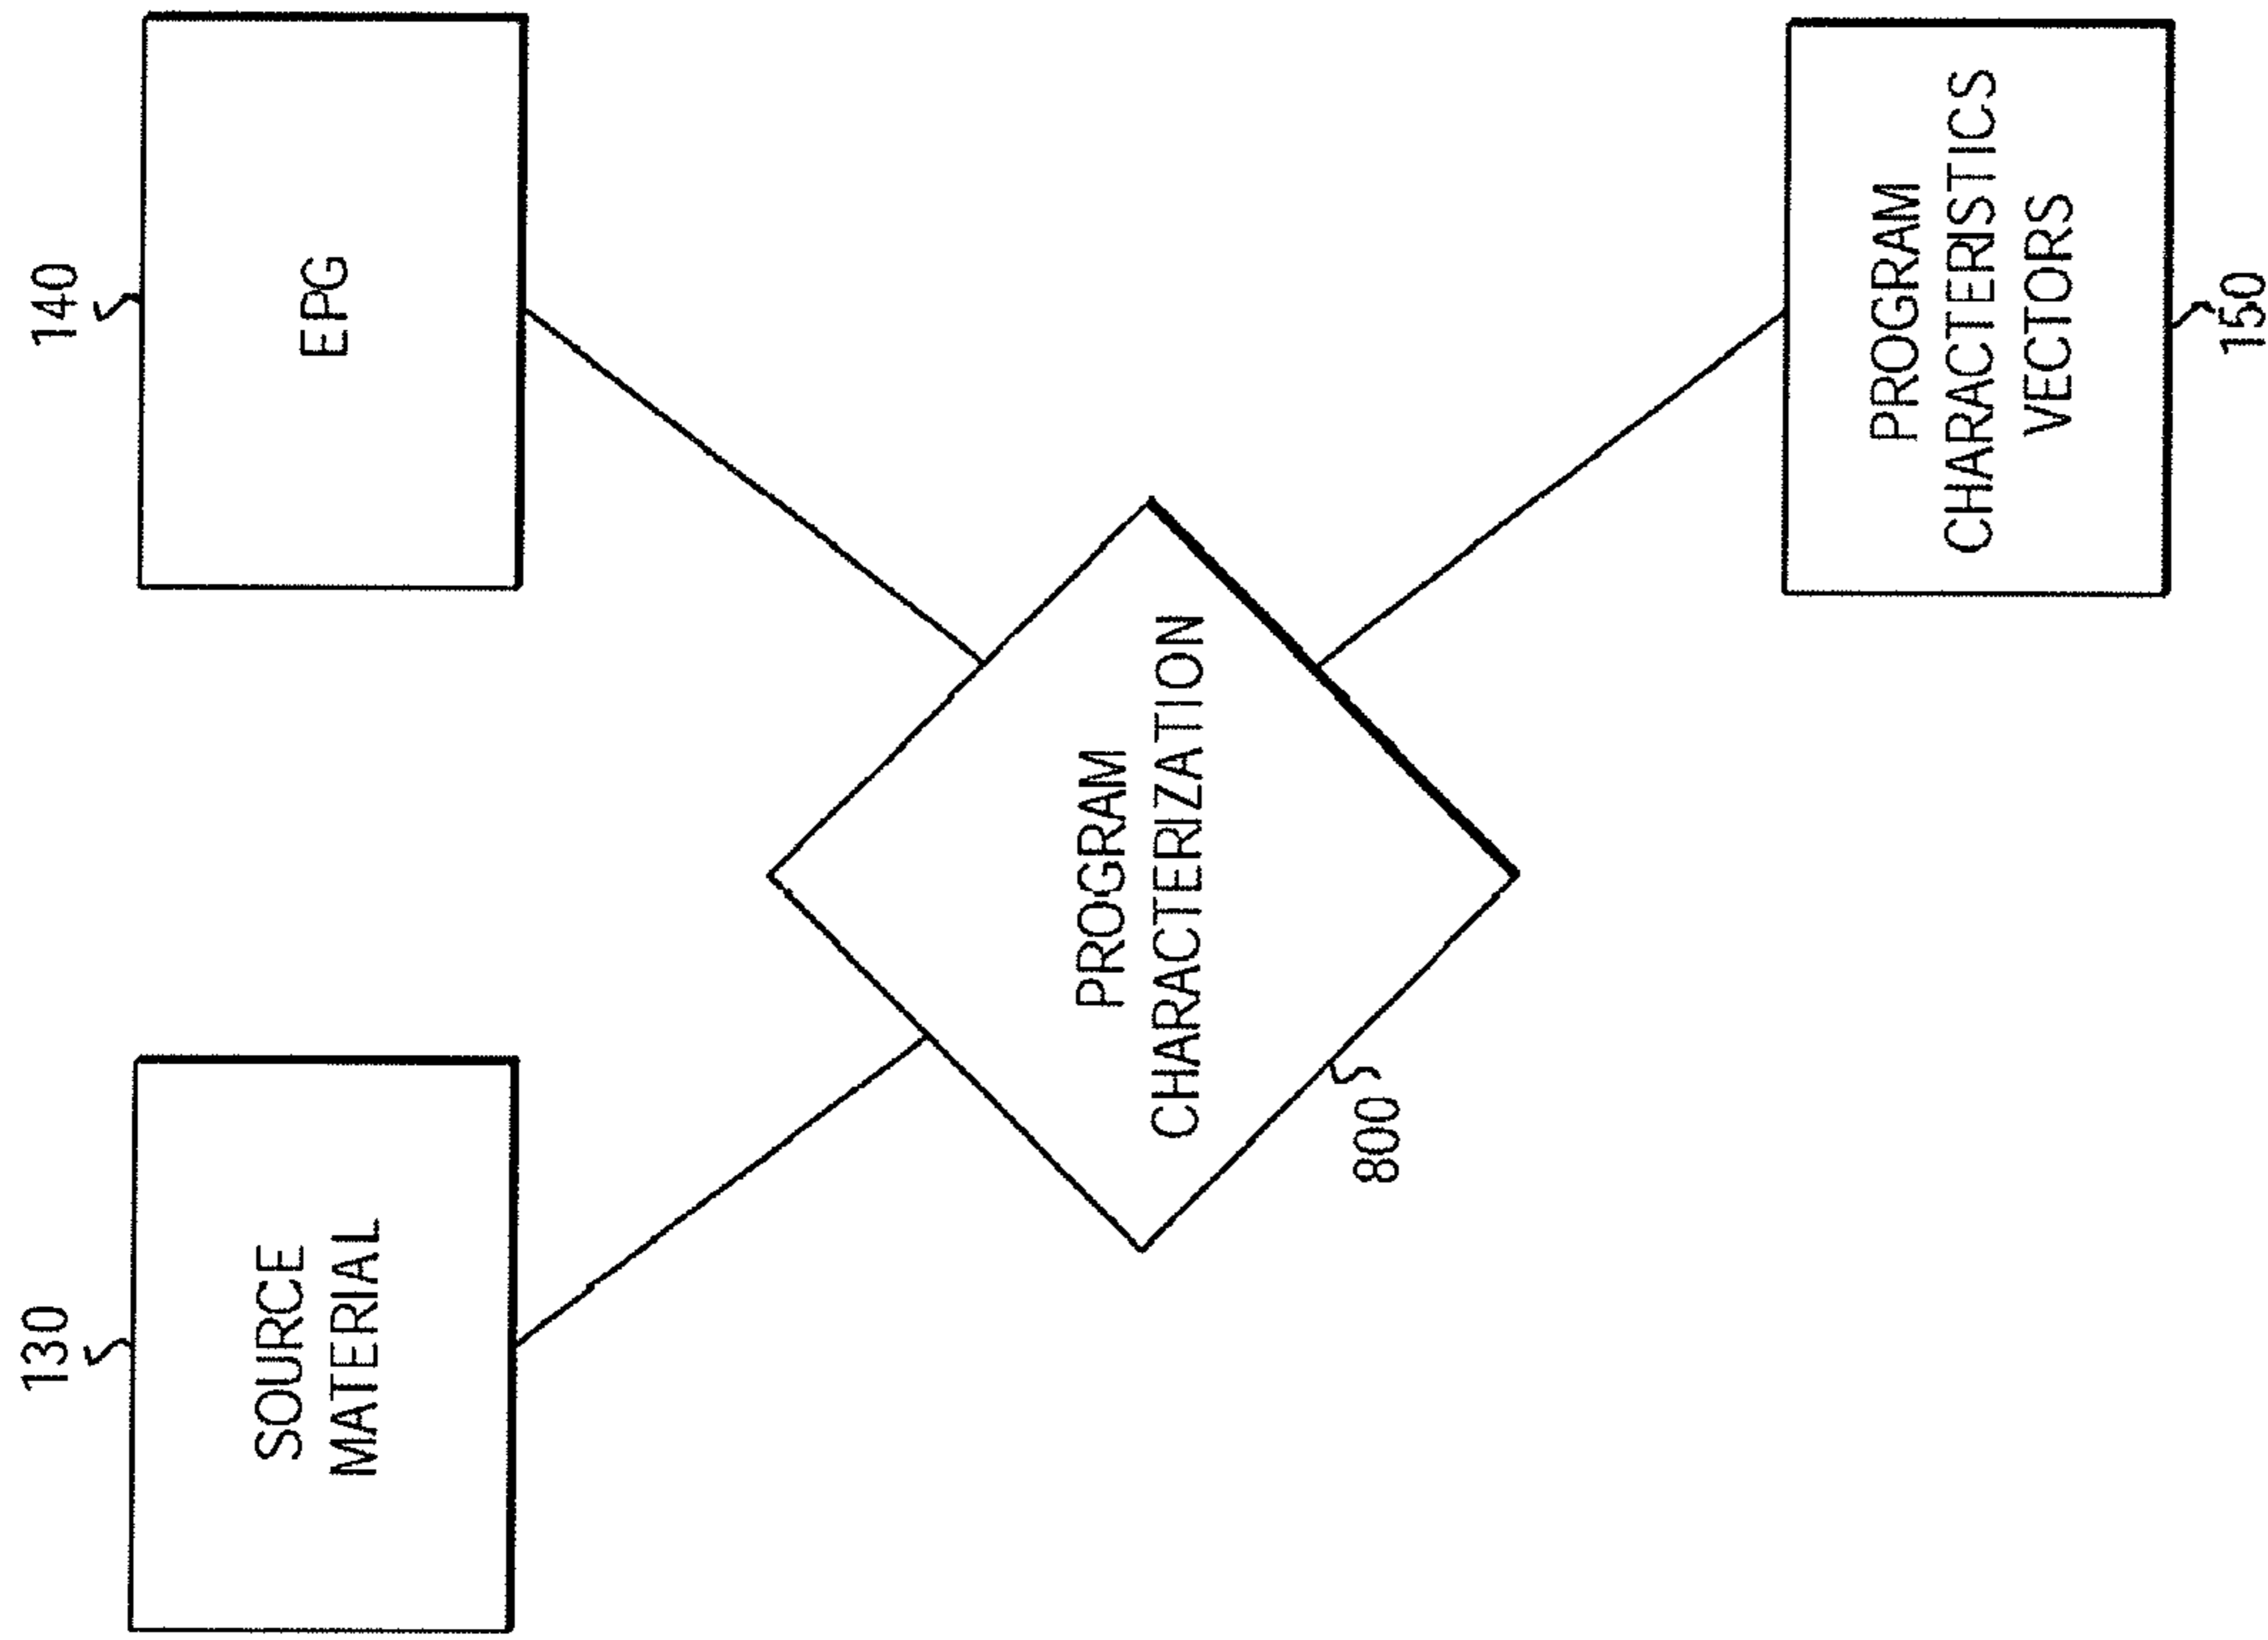 130
SOURCE
MATERIAL
140
EPG
PROGRAM
CHARACTERIZATION
800
PROGRAM
CHARACTERISTICS
VECTORS
150